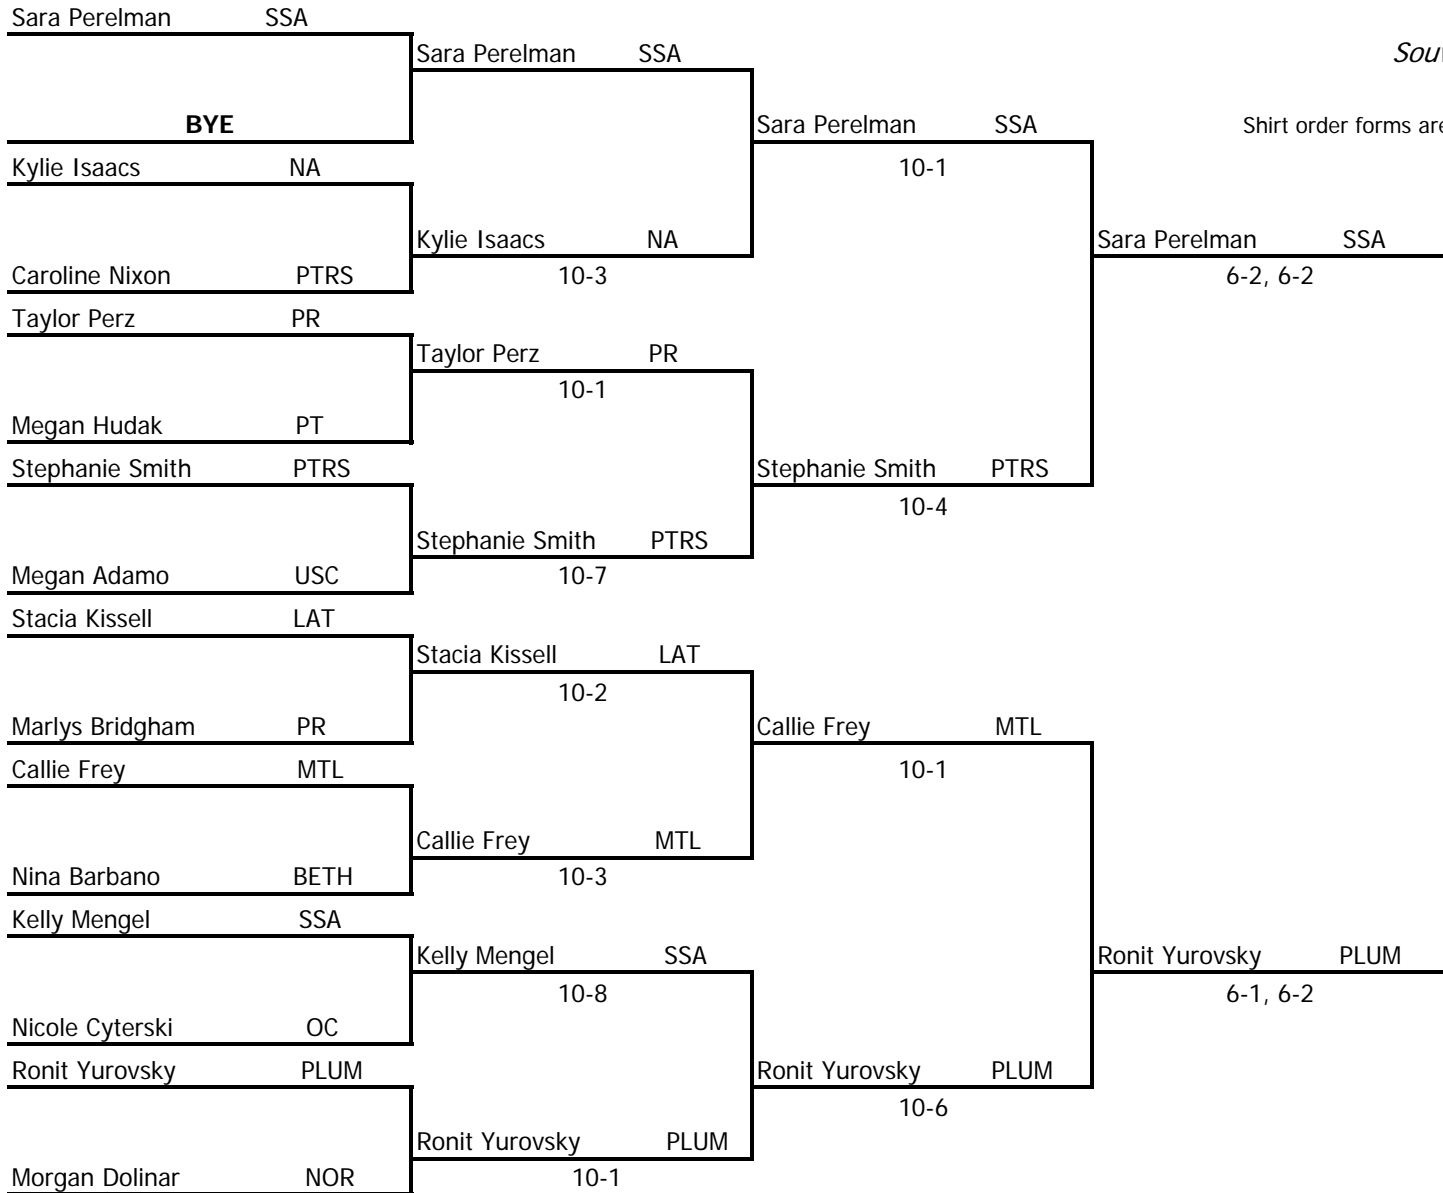 Sara Perelman SSA
Sara Perelman SSA
BYE
Sara Perelman SSA
Shirt order forms are
Kylie Isaacs NA
10-1
Kylie Isaacs NA
Sara Perelman SSA
Caroline Nixon PTRS
10-3
6-2, 6-2
Taylor Perz PR
Taylor Perz PR
10-1
Megan Hudak PT
Stephanie Smith PTRS
Stephanie Smith PTRS
10-4
Stephanie Smith PTRS
Megan Adamo USC
10-7
Stacia Kissell LAT
Stacia Kissell LAT
10-2
Marlys Bridgham PR
Callie Frey MTL
Callie Frey MTL
10-1
Callie Frey MTL
Nina Barbano BETH
10-3
Kelly Mengel SSA
Kelly Mengel SSA
Ronit Yurovsky PLUM
10-8
6-1, 6-2
Nicole Cyterski OC
Ronit Yurovsky PLUM
Ronit Yurovsky PLUM
10-6
Ronit Yurovsky PLUM
Morgan Dolinar NOR
10-1